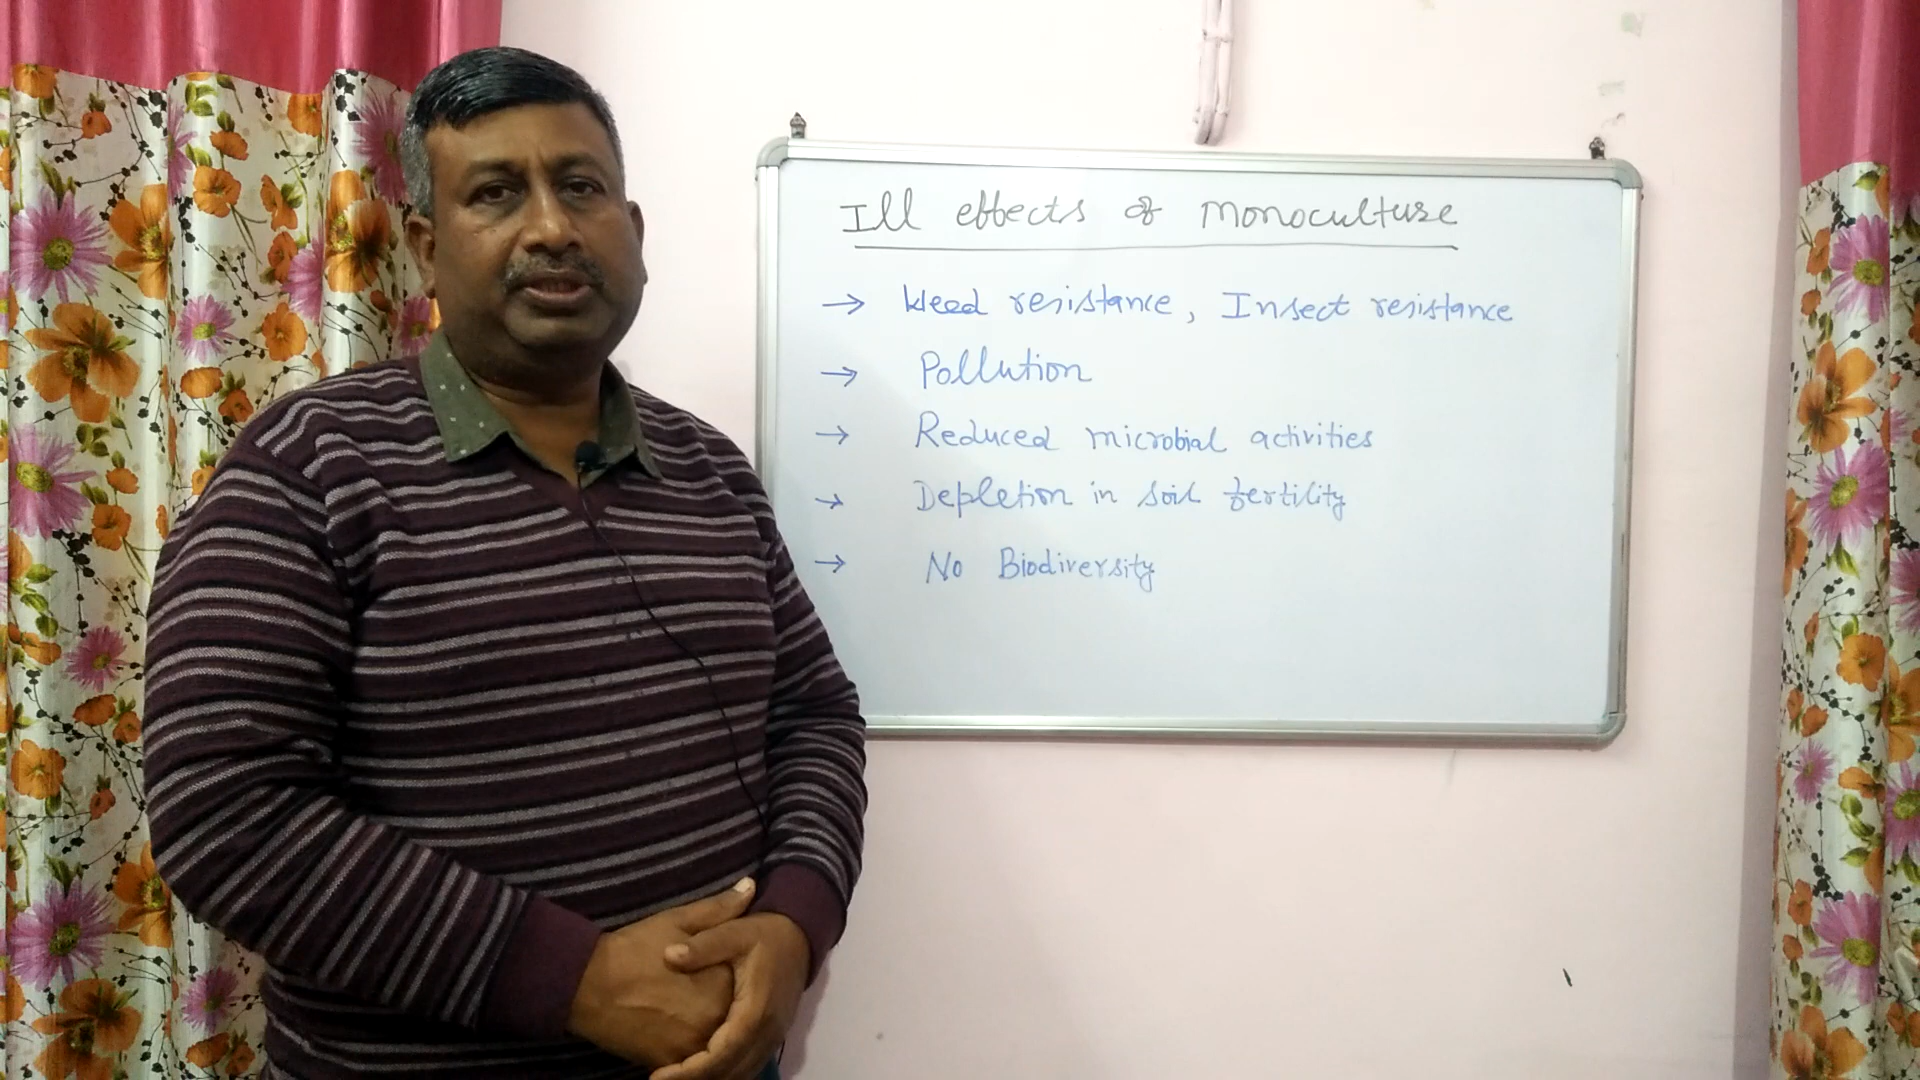 Ill effects of Monoculture
→ Weed resistance, Insect resistance
→ Pollution
→ Reduced microbial activities
→ Depletion in soil fertility
→ No Biodiversity